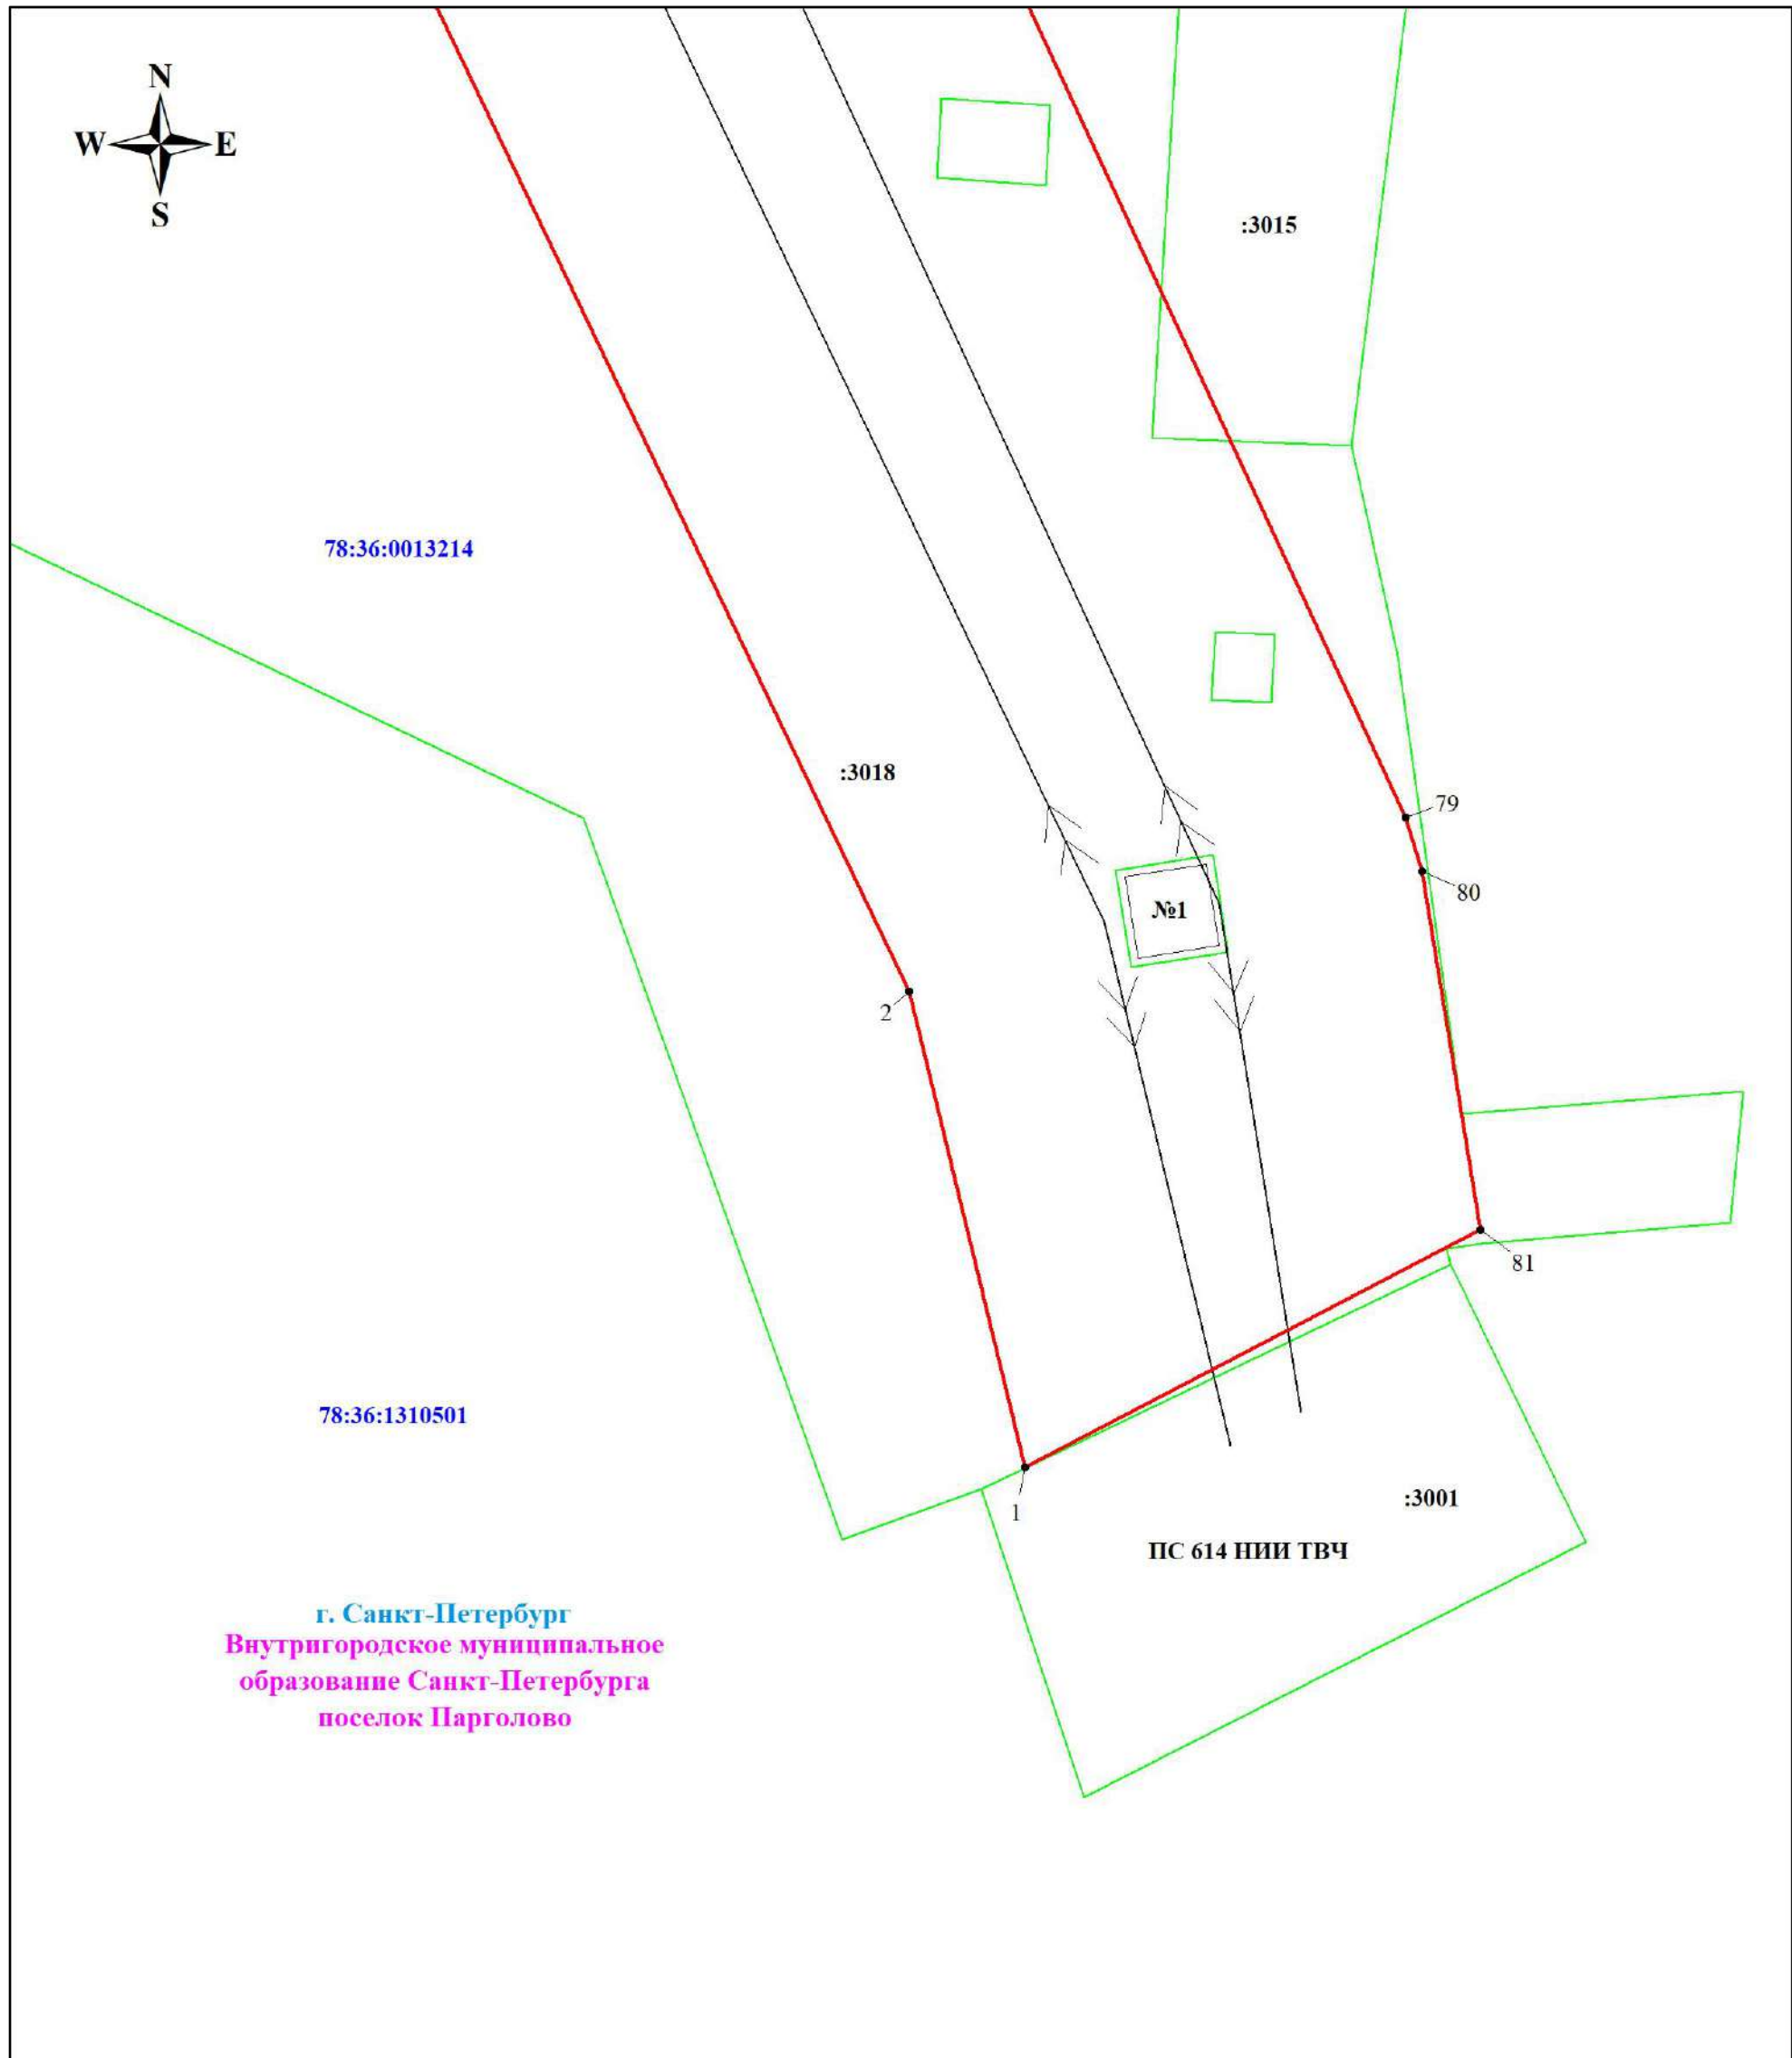 N
W E
S
:3015
78:36:0013214
:3018
79
80
№1
2
81
78:36:1310501
:3001
1
ПС 614 НИИ ТВЧ
г. Санкт-Петербург
Внутригородское муниципальное
образование Санкт-Петербурга
поселок Парголово